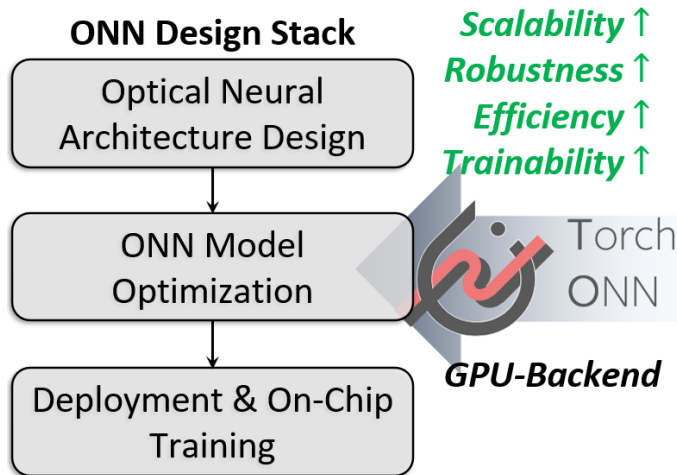 ONN Design Stack
Optical Neural
Architecture Design
ONN Model
Optimization
Deployment & On-Chip
Training
Scalability ↑
Robustness ↑
Efficiency ↑
Trainability ↑
Torch
ONN
GPU-Backend